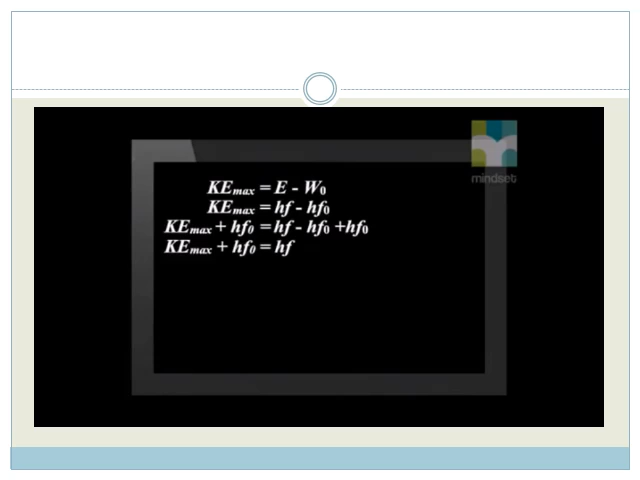 mindset
KEmax = E - W0
KEmax = hf - hf0
KEmax + hf0 = hf - hf0 +hf0
KEmax + hf0 = hf